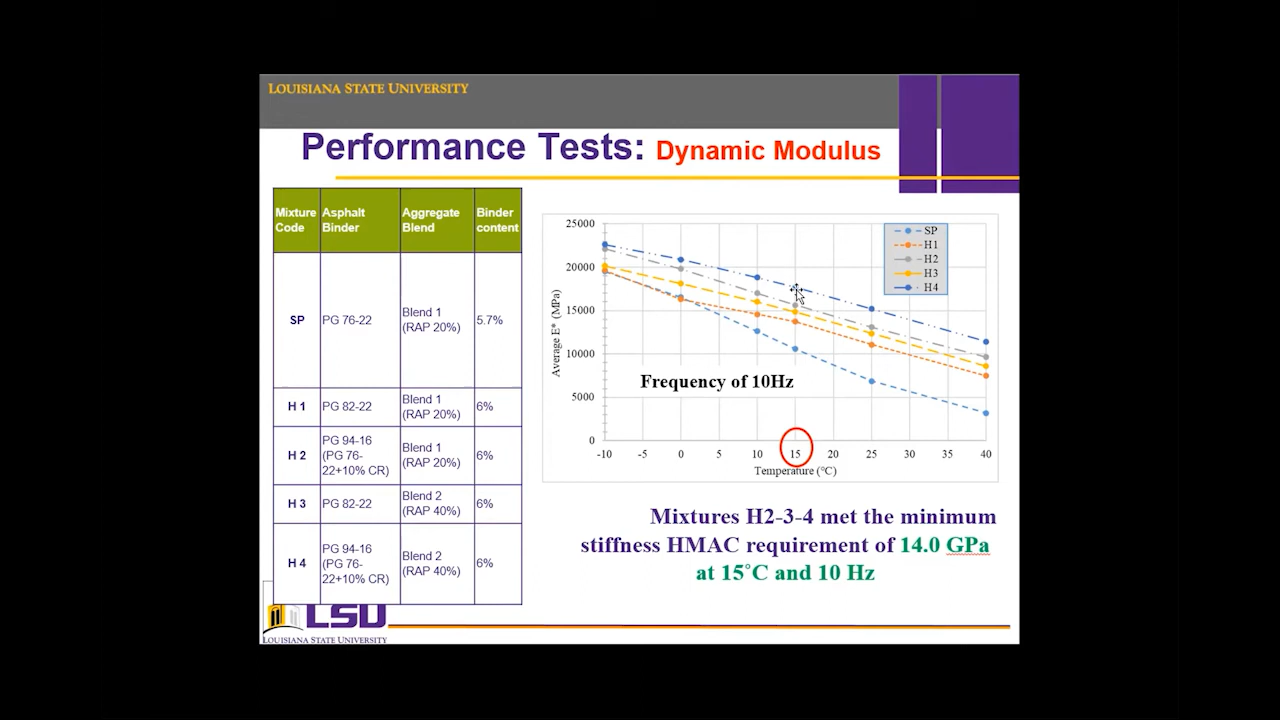 LOUISIANA STATE UNIVERSITY
Performance Tests: Dynamic Modulus
Mixture Code
Asphalt Binder
Aggregate Blend
Binder content
SP
PG 76-22
Blend 1
(RAP 20%)
5.7%
H 1
PG 82-22
Blend 1
(RAP 20%)
6%
H 2
PG 94-16
(PG 76-
22+10% CR)
Blend 1
(RAP 20%)
6%
H 3
PG 82-22
Blend 2
(RAP 40%)
6%
H 4
PG 94-16
(PG 76-
22+10% CR)
Blend 2
(RAP 40%)
6%
25000
20000
15000
10000
5000
0
Average E* (MPa)
SP
H1
H2
H3
H4
Frequency of 10Hz
-10 -5 0 5 10 15 20 25 30 35 40
Temperature (°C)
Mixtures H2-3-4 met the minimum
stiffness HMAC requirement of 14.0 GPa
at 15˚C and 10 Hz
LSU
LOUISIANA STATE UNIVERSITY